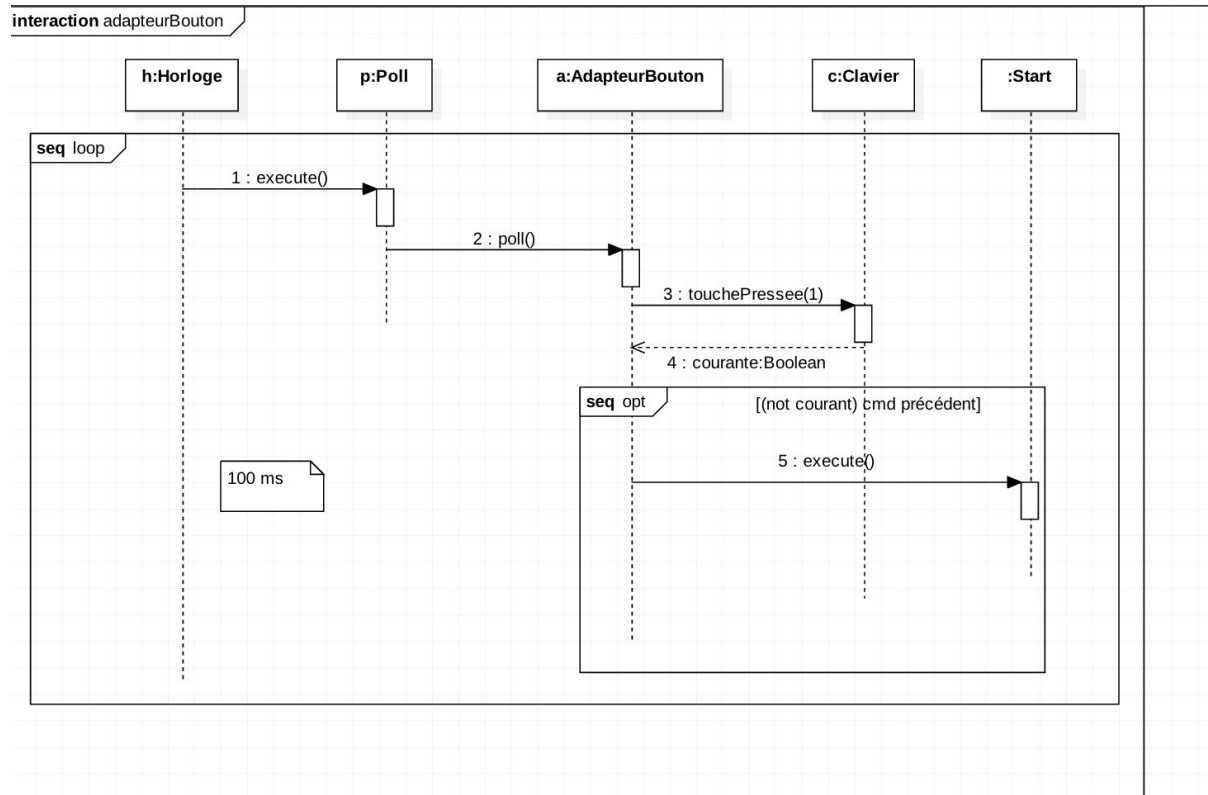 interaction adapteurBouton
h:Horloge
p:Poll
a:AdapteurBouton
c:Clavier
:Start
seq loop
1 : execute()
2 : poll()
3 : touchePressee(1)
4 : courante:Boolean
seq opt
[(not courant) cmd précédent]
100 ms
5 : execute()